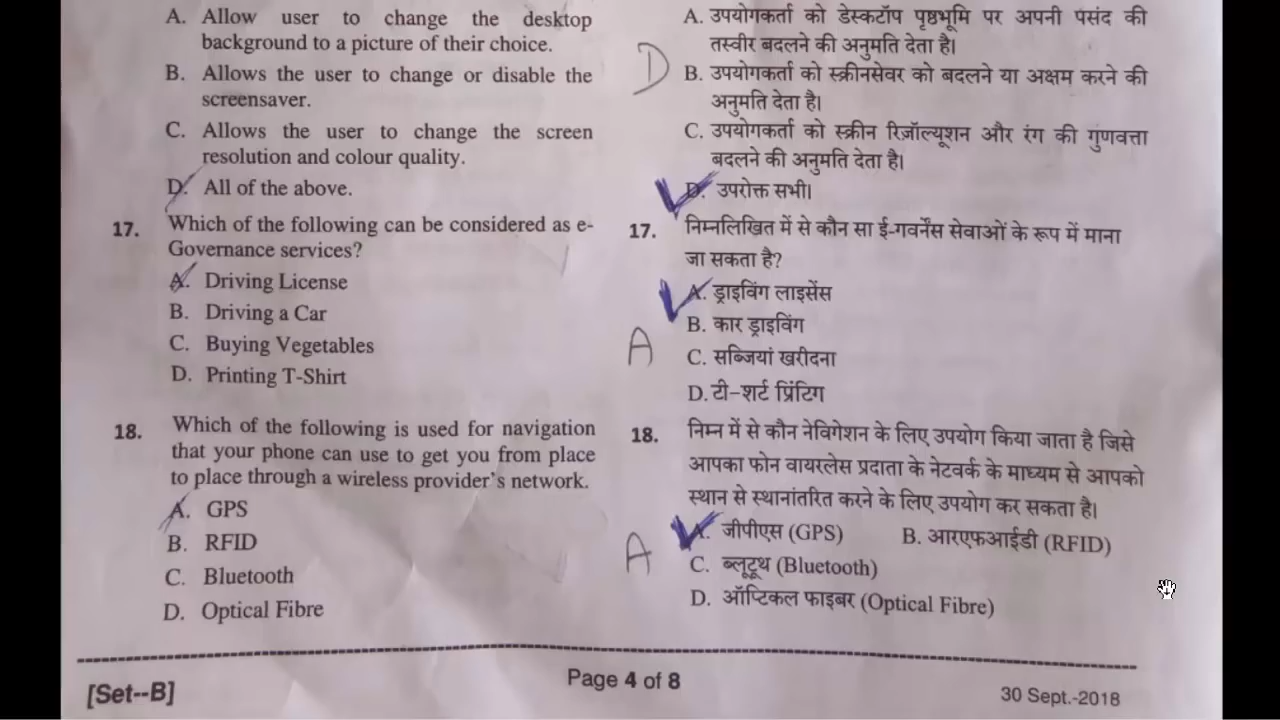 A. Allow user to change the desktop
background to a picture of their choice.
B. Allows the user to change or disable the
screensaver.
C. Allows the user to change the screen
resolution and colour quality.
D. All of the above.
17. Which of the following can be considered as e-
Governance services?
A. Driving License
B. Driving a Car
C. Buying Vegetables
D. Printing T-Shirt
18. Which of the following is used for navigation
that your phone can use to get you from place
to place through a wireless provider's network.
A. GPS
B. RFID
C. Bluetooth
D. Optical Fibre
A. उपयोगकर्ता को डेस्कटॉप पृष्ठभूमि पर अपनी पसंद की
तस्वीर बदलने की अनुमति देता है।
D
B. उपयोगकर्ता को स्क्रीनसेवर को बदलने या अक्षम करने की
अनुमति देता है।
C. उपयोगकर्ता को स्क्रीन रिज़ॉल्यूशन और रंग की गुणवत्ता
बदलने की अनुमति देता है।
D. उपरोक्त सभी।
17. निम्नलिखित में से कौन सा ई-गवर्नेंस सेवाओं के रूप में माना
जा सकता है?
A. ड्राइविंग लाइसेंस
B. कार ड्राइविंग
A
C. सब्जियां खरीदना
D. टी-शर्ट प्रिंटिग
18. निम्न में से कौन नेविगेशन के लिए उपयोग किया जाता है जिसे
आपका फोन वायरलेस प्रदाता के नेटवर्क के माध्यम से आपको
स्थान से स्थानांतरित करने के लिए उपयोग कर सकता है।
A. जीपीएस (GPS) B. आरएफआईडी (RFID)
A
C. ब्लूटूथ (Bluetooth)
D. ऑप्टिकल फाइबर (Optical Fibre)
[Set--B] Page 4 of 8 30 Sept.-2018